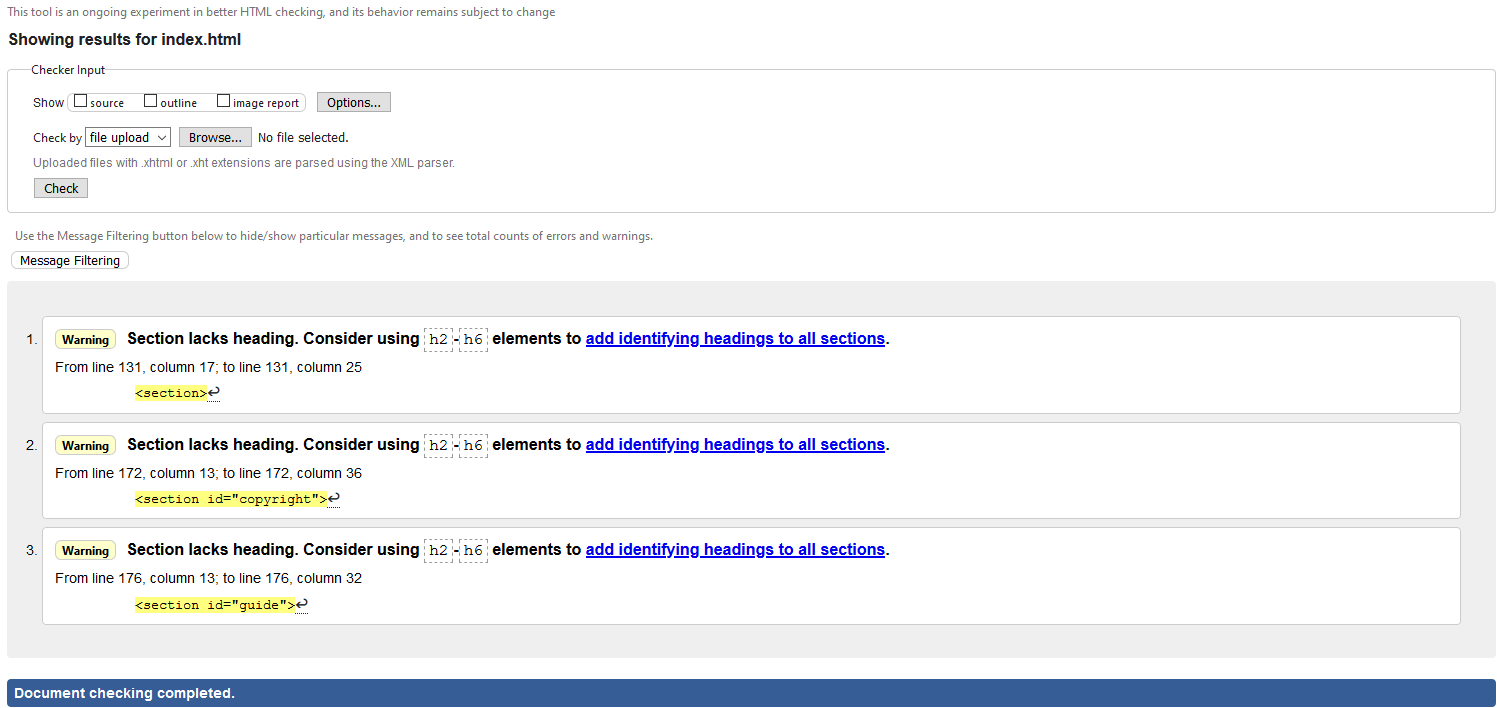 This tool is an ongoing experiment in better HTML checking, and its behavior remains subject to change
Showing results for index.html
Checker Input
Show source outline image report Options...
Check by file upload Browse... No file selected.
Uploaded files with .xhtml or .xht extensions are parsed using the XML parser.
Check
Use the Message Filtering button below to hide/show particular messages, and to see total counts of errors and warnings.
Message Filtering
1. Warning Section lacks heading. Consider using h2-h6 elements to add identifying headings to all sections.
From line 131, column 17; to line 131, column 25
<section>↩
2. Warning Section lacks heading. Consider using h2-h6 elements to add identifying headings to all sections.
From line 172, column 13; to line 172, column 36
<section id="copyright">↩
3. Warning Section lacks heading. Consider using h2-h6 elements to add identifying headings to all sections.
From line 176, column 13; to line 176, column 32
<section id="guide">↩
Document checking completed.